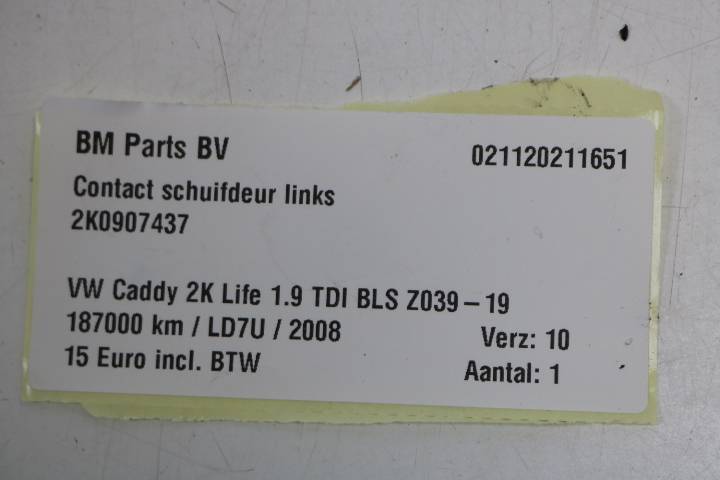 BM Parts BV 021120211651
Contact schuifdeur links
2K0907437
VW Caddy 2K Life 1.9 TDI BLS Z039-19
187000 km / LD7U / 2008 Verz: 10
15 Euro incl. BTW Aantal: 1